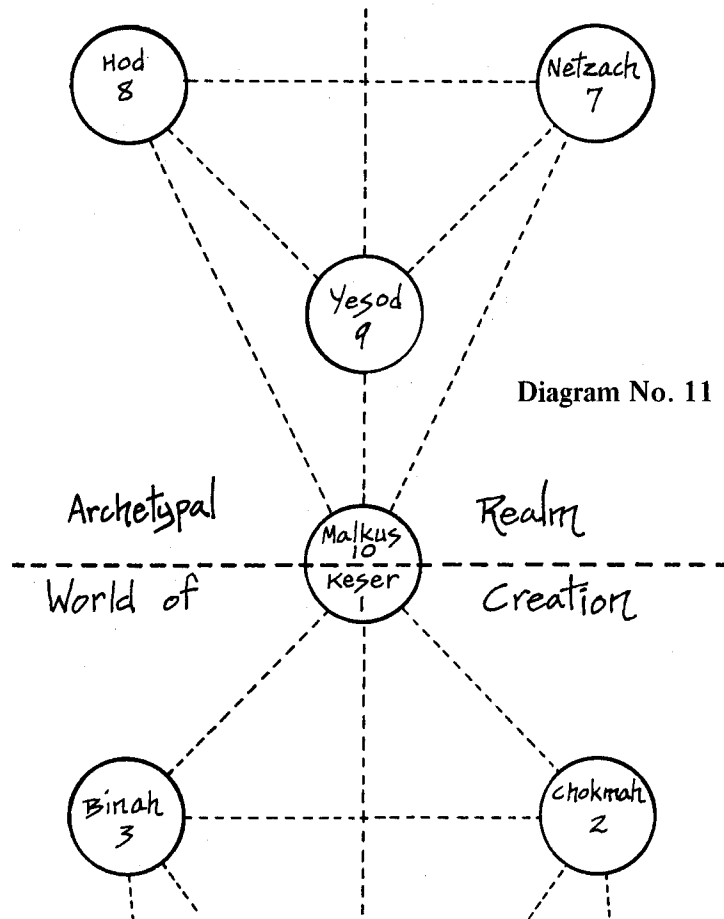 Hod
8
Netzach
7
Yesod
9
Diagram No. 11
Archetypal Realm
Malkus
10
World of Creation
Keser
1
Binah
3
Chokmah
2